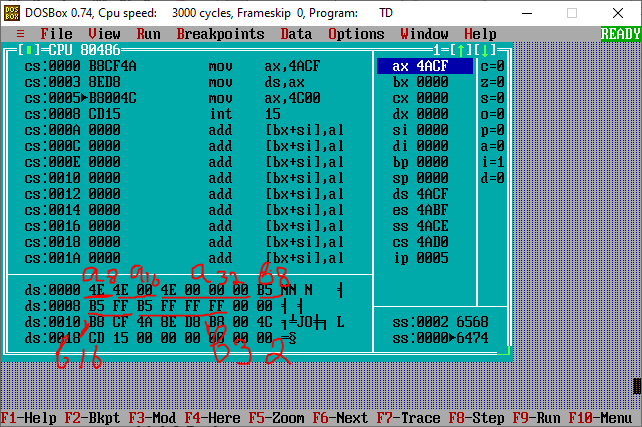 DOSBox 0.74, Cpu speed: 3000 cycles, Frameskip 0, Program: TD
≡ File View Run Breakpoints Data Options Window Help READY
[■]=CPU 80486 1=[↑][↓]
cs:0000 B8CF4A mov ax,4ACF ax 4ACF c=0
cs:0003 8ED8 mov ds,ax bx 0000 z=0
cs:0005►B8004C mov ax,4C00 cx 0000 s=0
cs:0008 CD15 int 15 dx 0000 o=0
cs:000A 0000 add [bx+si],al si 0000 p=0
cs:000C 0000 add [bx+si],al di 0000 a=0
cs:000E 0000 add [bx+si],al bp 0000 i=1
cs:0010 0000 add [bx+si],al sp 0000 d=0
cs:0012 0000 add [bx+si],al ds 4ACF
cs:0014 0000 add [bx+si],al es 4ABF
cs:0016 0000 add [bx+si],al ss 4ACE
cs:0018 0000 add [bx+si],al cs 4AD0
cs:001A 0000 add [bx+si],al ip 0005
a8 a16 a32 B8
ds:0000 4E 4E 00 4E 00 00 00 B5 NN N ╡
ds:0008 B5 FF B5 FF FF FF 00 00 ╡ ╡
ds:0010 B8 CF 4A 8E D8 B8 00 4C ╕╧JÄ╪╕ L ss:0002 6568
ds:0018 CD 15 00 00 00 00 00 00 ═§ ss:0000►6474
B16 B32
F1-Help F2-Bkpt F3-Mod F4-Here F5-Zoom F6-Next F7-Trace F8-Step F9-Run F10-Menu